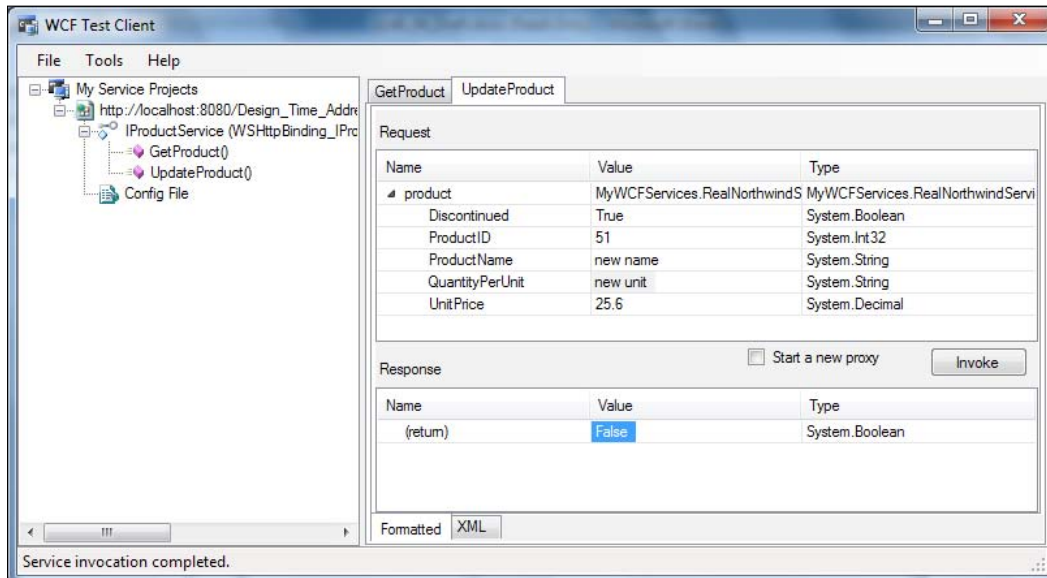 WCF Test Client
File Tools Help
My Service Projects
http://localhost:8080/Design_Time_Addre
IProductService (WSHttpBinding_IPro
GetProduct()
UpdateProduct()
Config File
GetProduct UpdateProduct
Request
Name Value Type
product MyWCFServices.RealNorthwindS MyWCFServices.RealNorthwindServi
Discontinued True System.Boolean
ProductID 51 System.Int32
ProductName new name System.String
QuantityPerUnit new unit System.String
UnitPrice 25.6 System.Decimal
Start a new proxy Invoke
Response
Name Value Type
(return) False System.Boolean
Formatted XML
Service invocation completed.